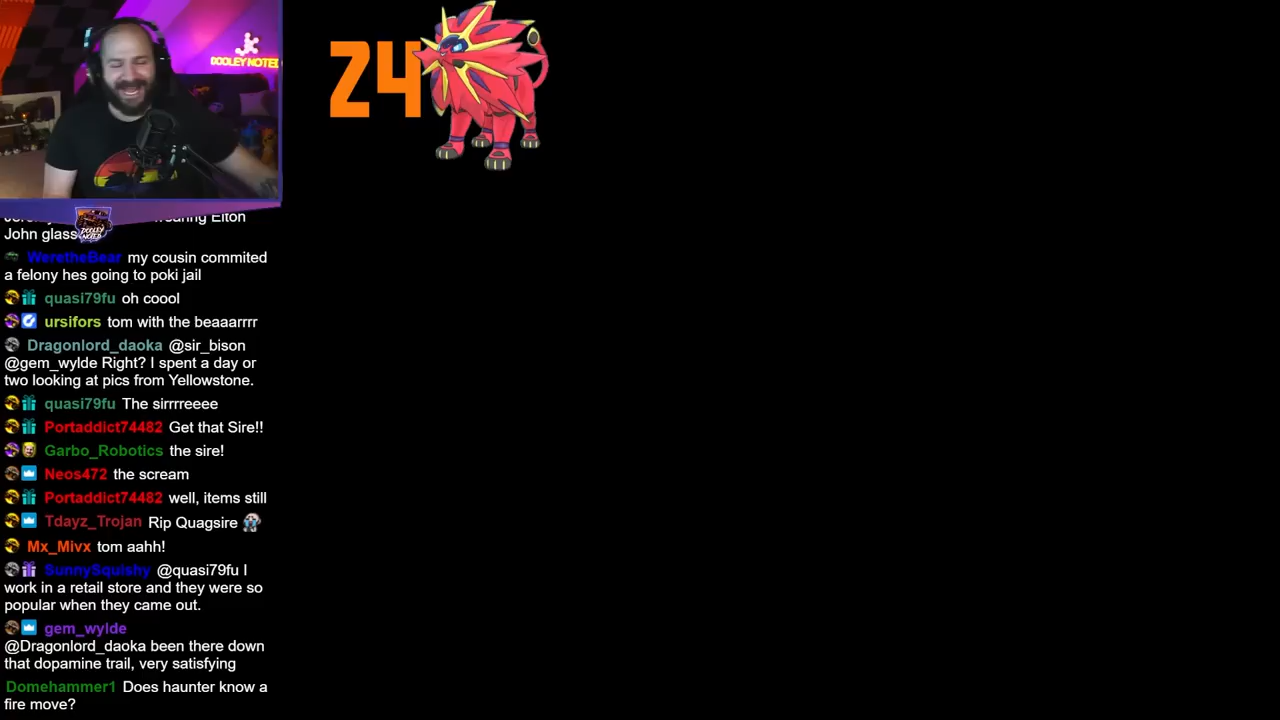 DOOLEY NOTED
Z4
DOOLEY
NOTED
John glass
WeretheBear my cousin commited
a felony hes going to poki jail
quasi79fu oh coool
ursifors tom with the beaaarrrr
Dragonlord_daoka @sir_bison
@gem_wylde Right? I spent a day or
two looking at pics from Yellowstone.
quasi79fu The sirrrreeee
Portaddict74482 Get that Sire!!
Garbo_Robotics the sire!
Neos472 the scream
Portaddict74482 well, items still
Tdayz_Trojan Rip Quagsire
Mx_Mivx tom aahh!
SunnySquishy @quasi79fu I
work in a retail store and they were so
popular when they came out.
gem_wylde
@Dragonlord_daoka been there down
that dopamine trail, very satisfying
Domehammer1 Does haunter know a
fire move?